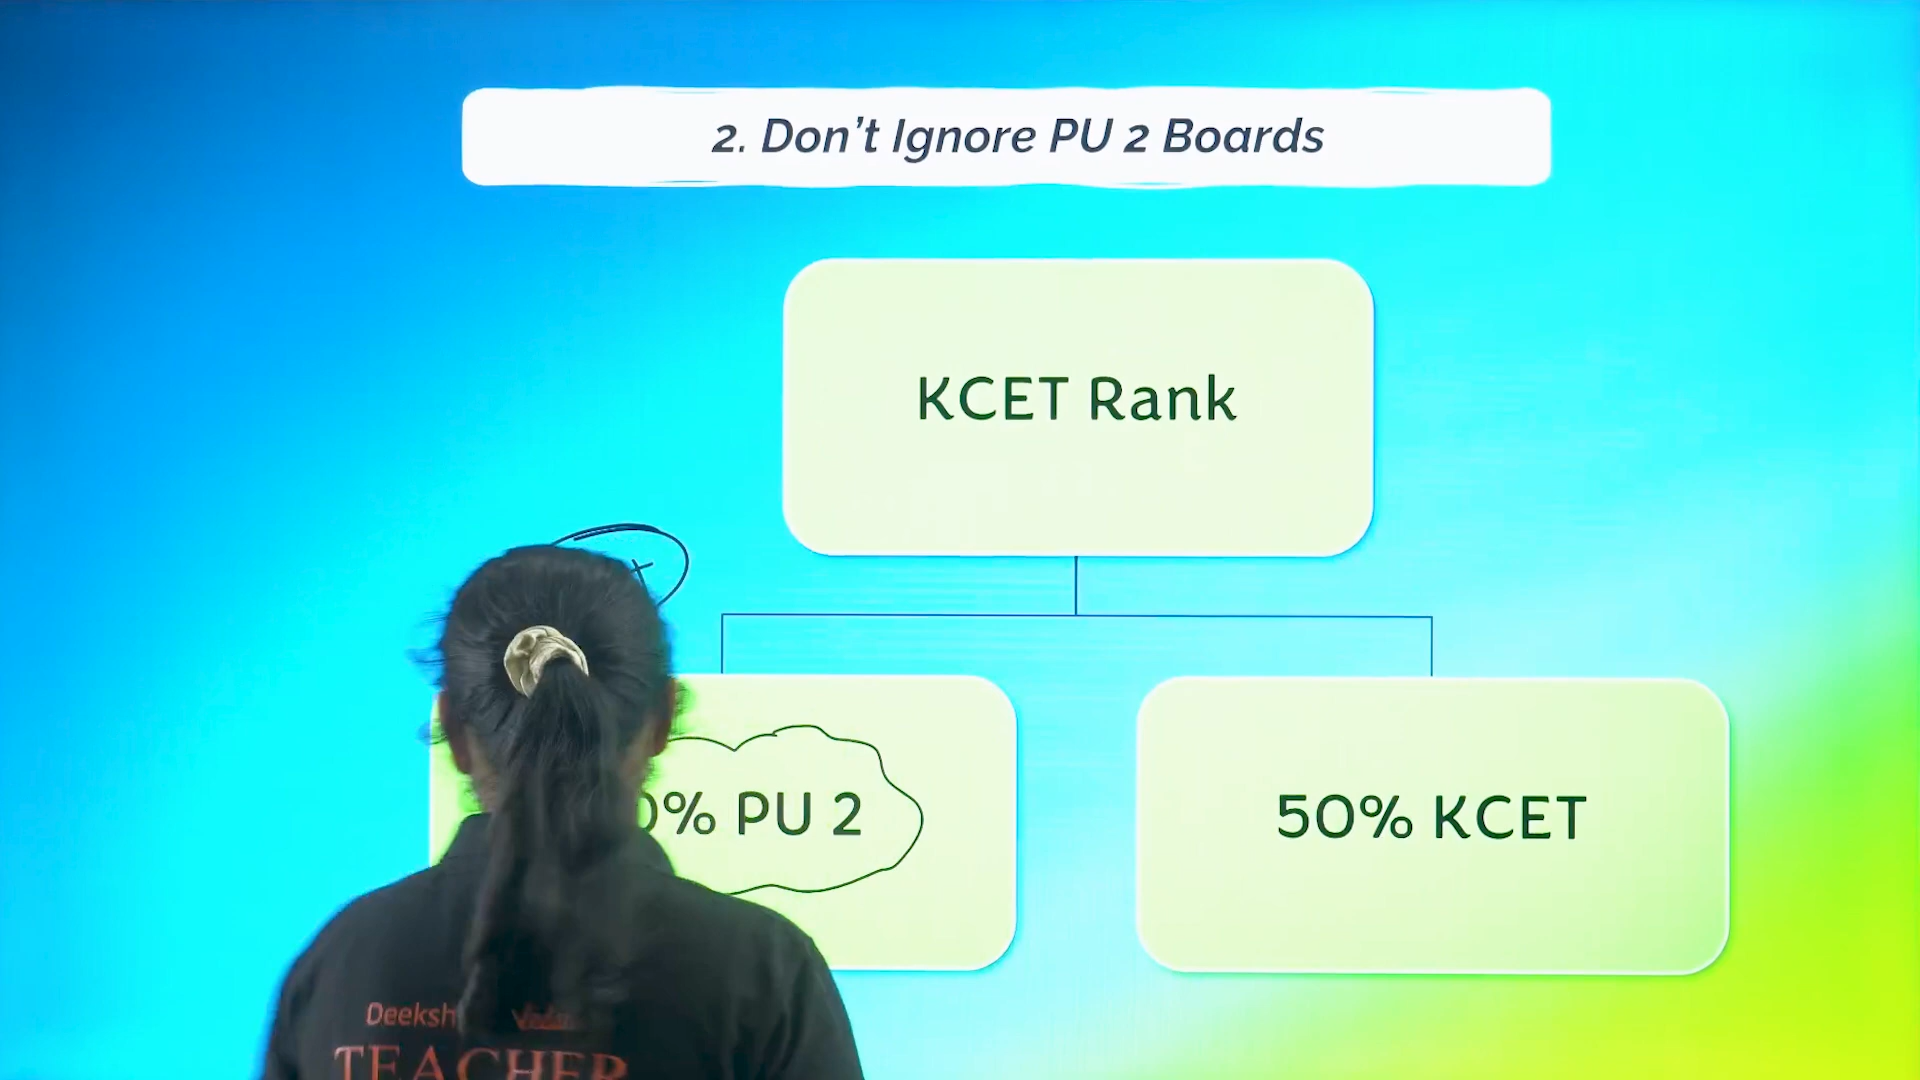 2. Don't Ignore PU 2 Boards
KCET Rank
0% PU 2
50% KCET
Deeksh
TEACHER